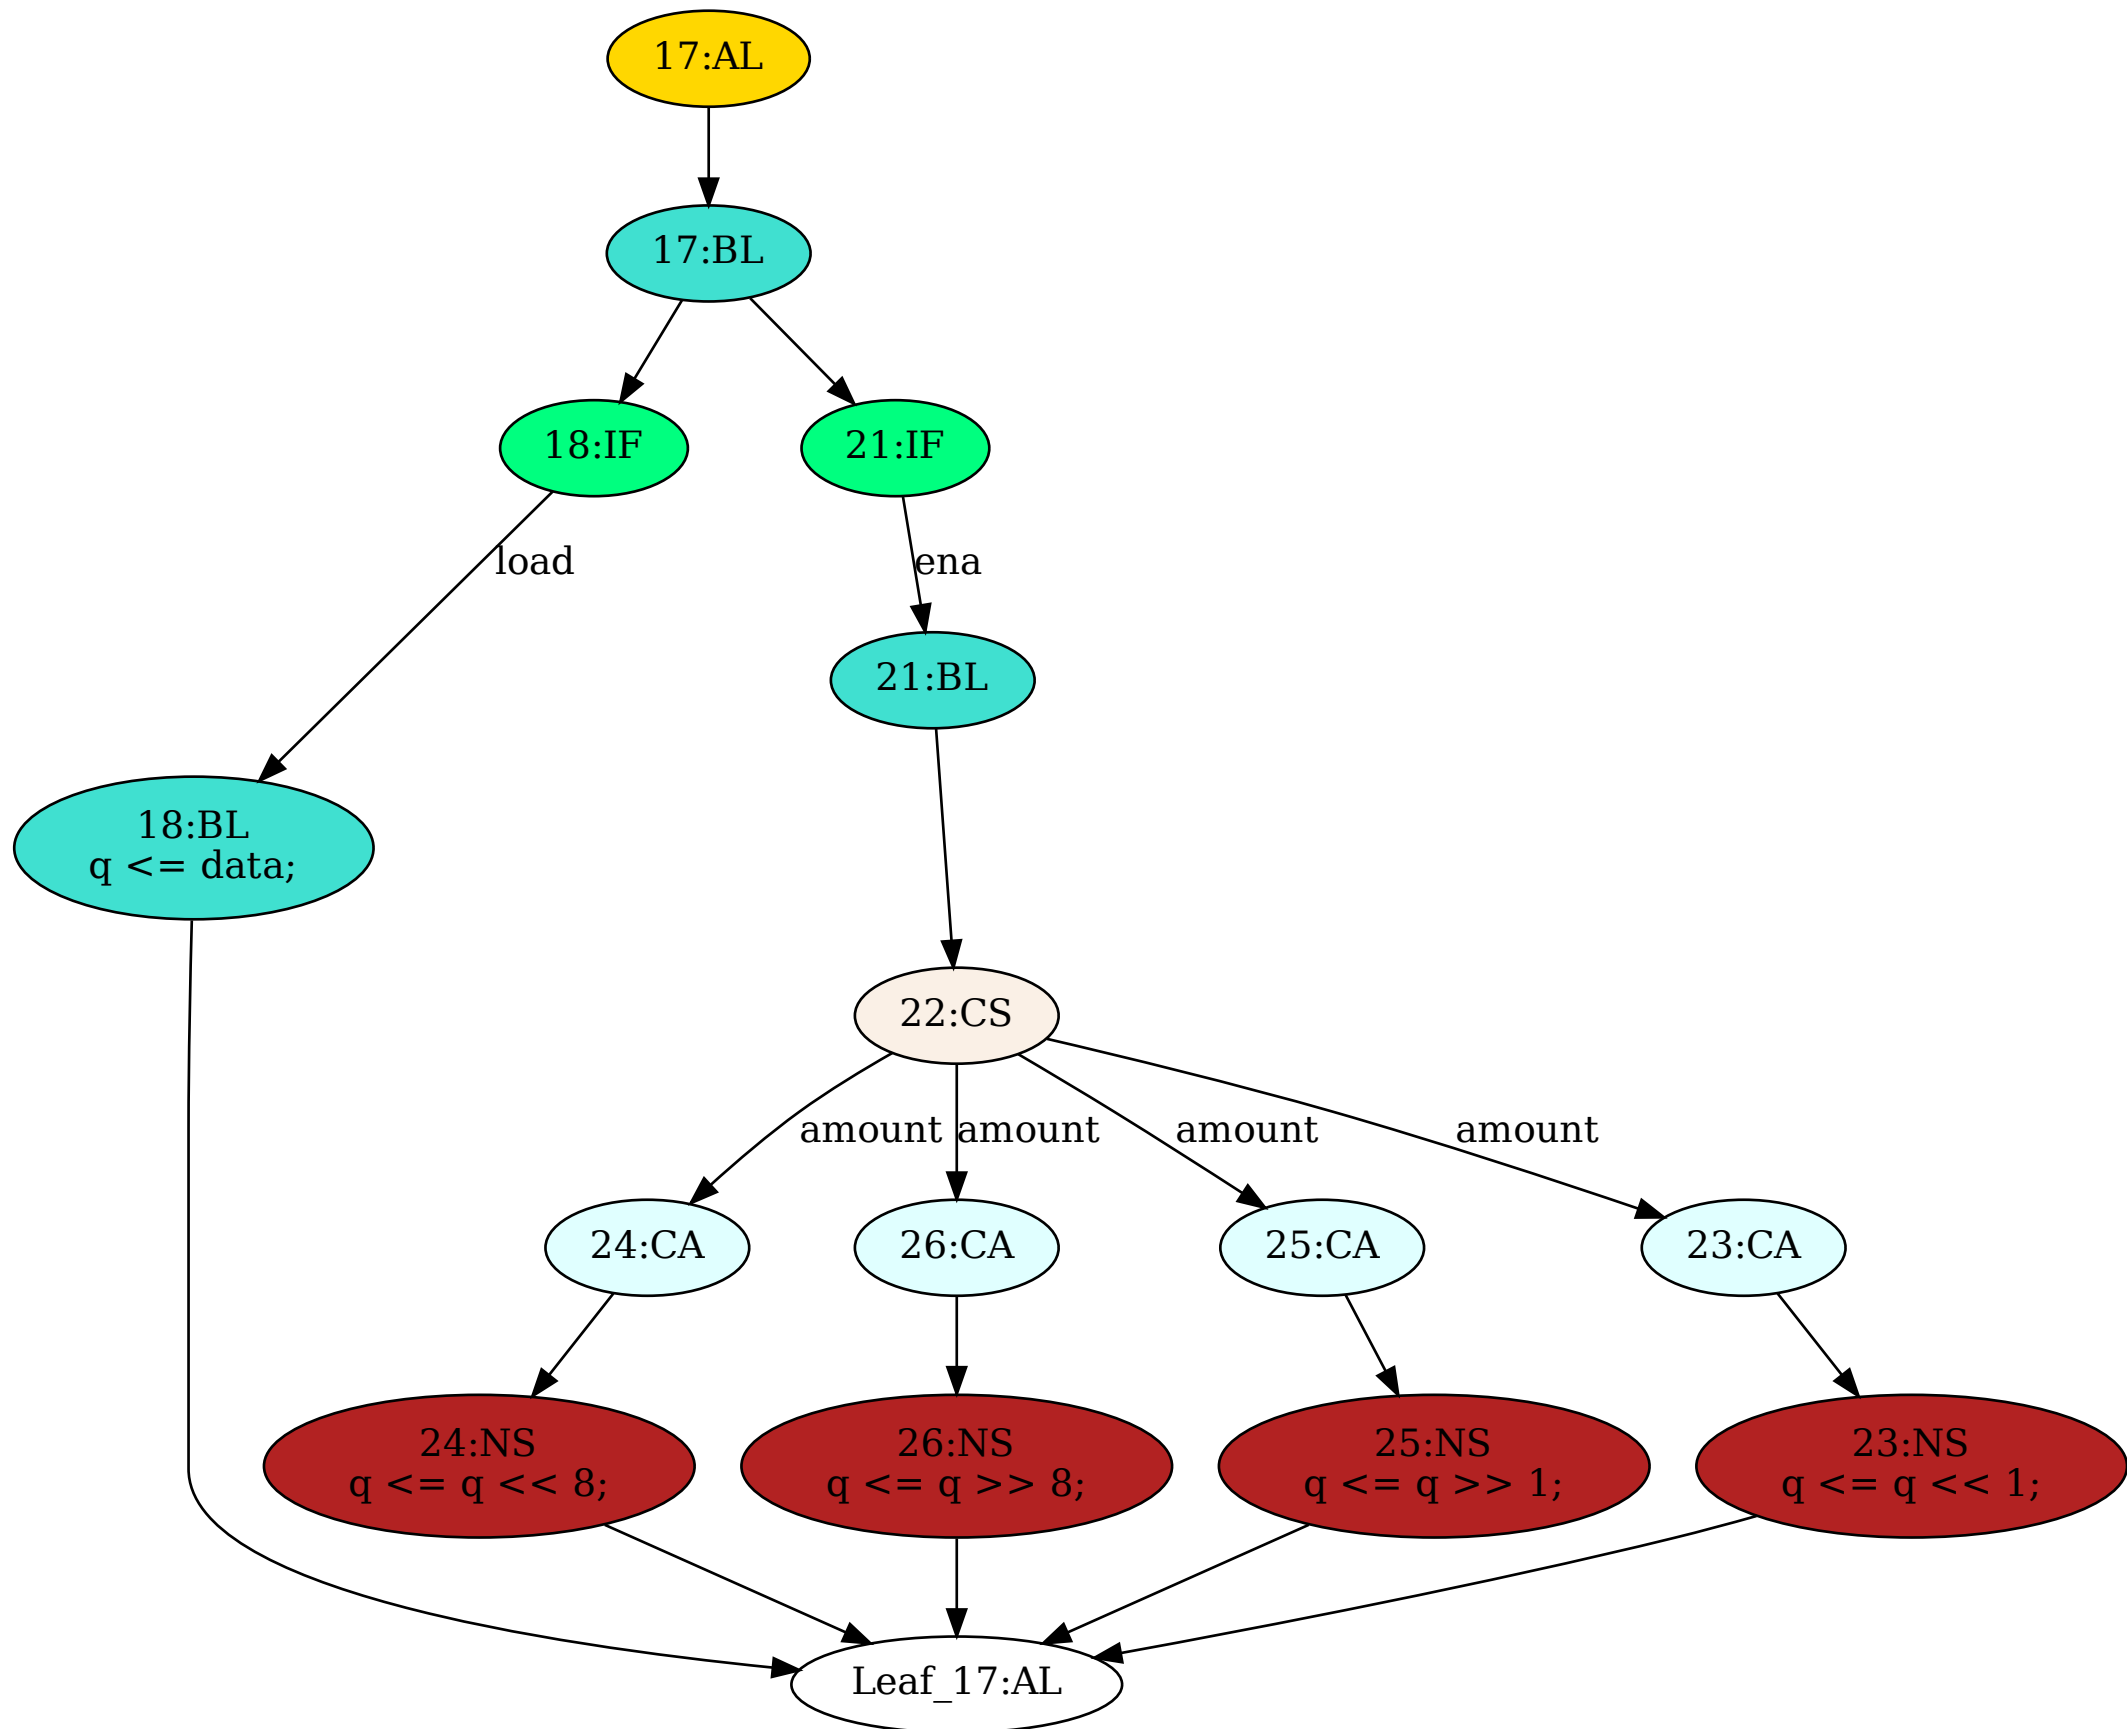 17:AL
17:BL
18:IF
21:IF
load
ena
21:BL
18:BL
q <= data;
22:CS
amount
amount
amount
amount
24:CA
26:CA
25:CA
23:CA
24:NS
q <= q << 8;
26:NS
q <= q >> 8;
25:NS
q <= q >> 1;
23:NS
q <= q << 1;
Leaf_17:AL